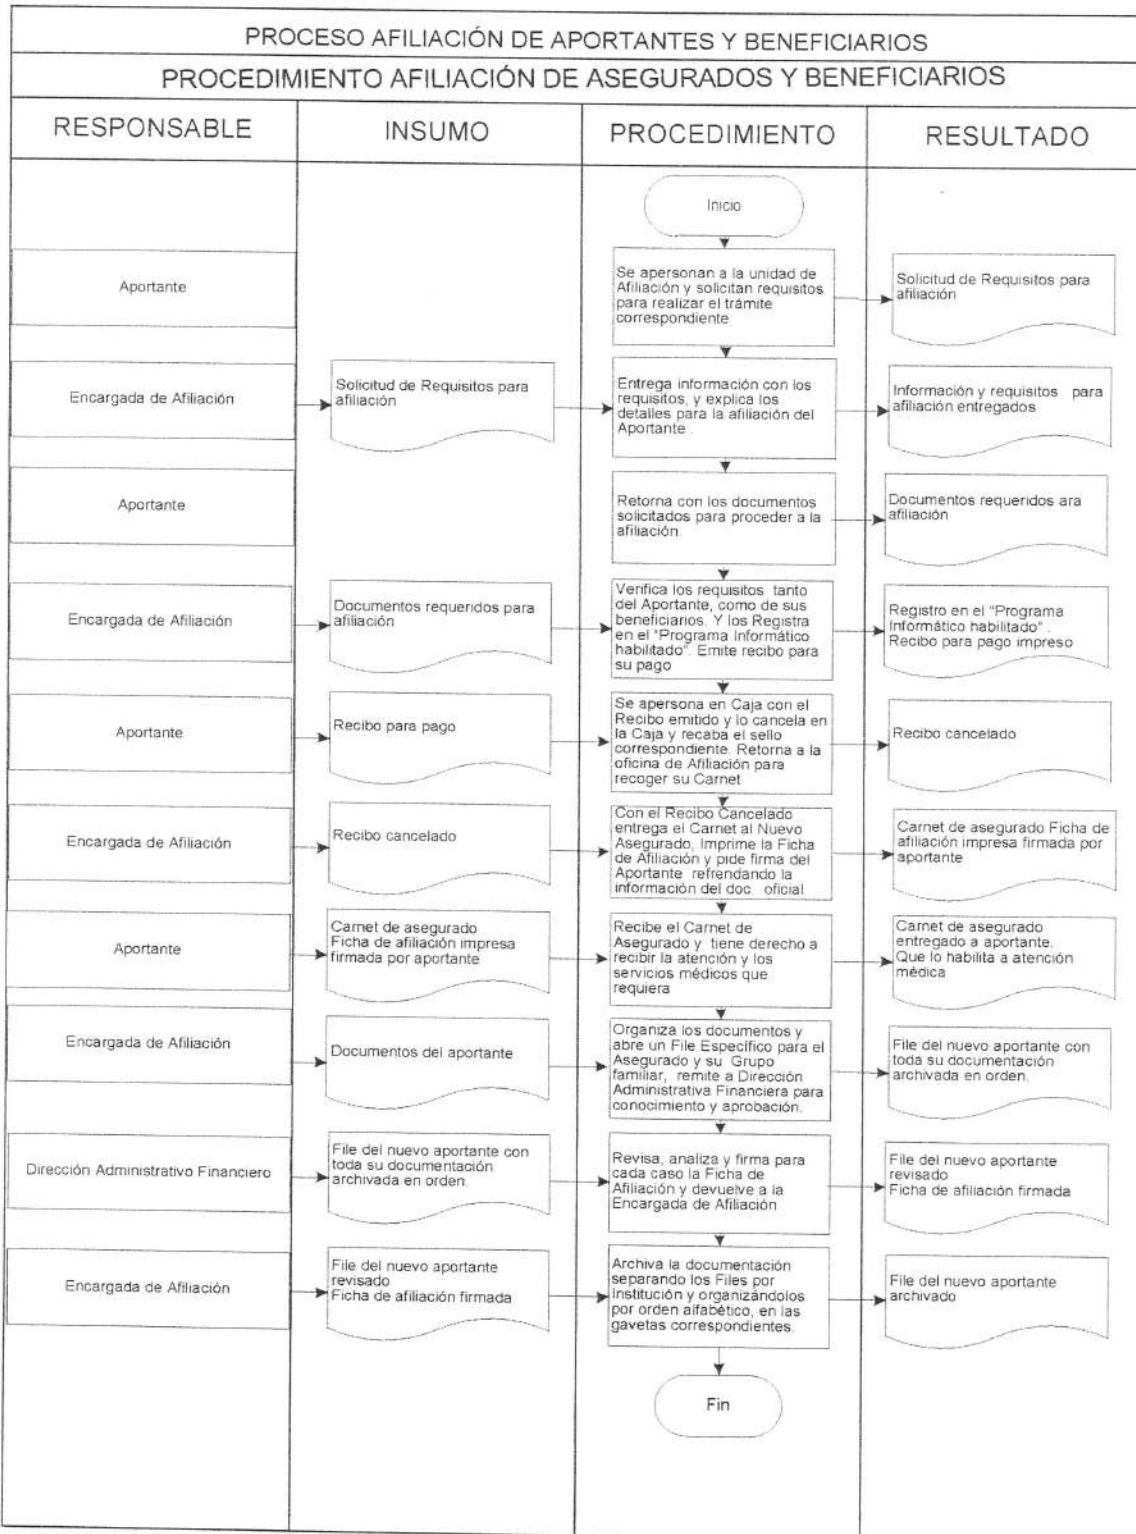 PROCESO AFILIACIÓN DE APORTANTES Y BENEFICIARIOS
PROCEDIMIENTO AFILIACIÓN DE ASEGURADOS Y BENEFICIARIOS
RESPONSABLE
INSUMO
PROCEDIMIENTO
RESULTADO
Inicio
Aportante
Se apersonan a la unidad de
Afiliación y solicitan requisitos
para realizar el trámite
correspondiente
Solicitud de Requisitos para
afiliación
Encargada de Afiliación
Solicitud de Requisitos para
afiliación
Entrega información con los
requisitos, y explica los
detalles para la afiliación del
Aportante .
Información y requisitos para
afiliación entregados
Aportante
Retorna con los documentos
solicitados para proceder a la
afiliación.
Documentos requeridos ara
afiliación
Encargada de Afiliación
Documentos requeridos para
afiliación
Verifica los requisitos tanto
del Aportante, como de sus
beneficiarios. Y los Registra
en el "Programa Informático
habilitado". Emite recibo para
su pago
Registro en el "Programa
Informático habilitado" .
Recibo para pago impreso
Aportante
Recibo para pago
Se apersona en Caja con el
Recibo emitido y lo cancela en
la Caja y recaba el sello
correspondiente. Retorna a la
oficina de Afiliación para
recoger su Carnet
Recibo cancelado
Encargada de Afiliación
Recibo cancelado
Con el Recibo Cancelado
entrega el Carnet al Nuevo
Asegurado, Imprime la Ficha
de Afiliación y pide firma del
Aportante refrendando la
información del doc. oficial
Carnet de asegurado Ficha de
afiliación impresa firmada por
aportante
Aportante
Carnet de asegurado
Ficha de afiliación impresa
firmada por aportante
Recibe el Carnet de
Asegurado y tiene derecho a
recibir la atención y los
servicios médicos que
requiera
Carnet de asegurado
entregado a aportante.
Que lo habilita a atención
médica
Encargada de Afiliación
Documentos del aportante
Organiza los documentos y
abre un File Específico para el
Asegurado y su Grupo
familiar, remite a Dirección
Administrativa Financiera para
conocimiento y aprobación.
File del nuevo aportante con
toda su documentación
archivada en orden.
Dirección Administrativo Financiero
File del nuevo aportante con
toda su documentación
archivada en orden.
Revisa, analiza y firma para
cada caso la Ficha de
Afiliación y devuelve a la
Encargada de Afiliación
File del nuevo aportante
revisado
Ficha de afiliación firmada
Encargada de Afiliación
File del nuevo aportante
revisado
Ficha de afiliación firmada
Archiva la documentación
separando los Files por
Institución y organizándolos
por orden alfabético, en las
gavetas correspondientes.
File del nuevo aportante
archivado
Fin